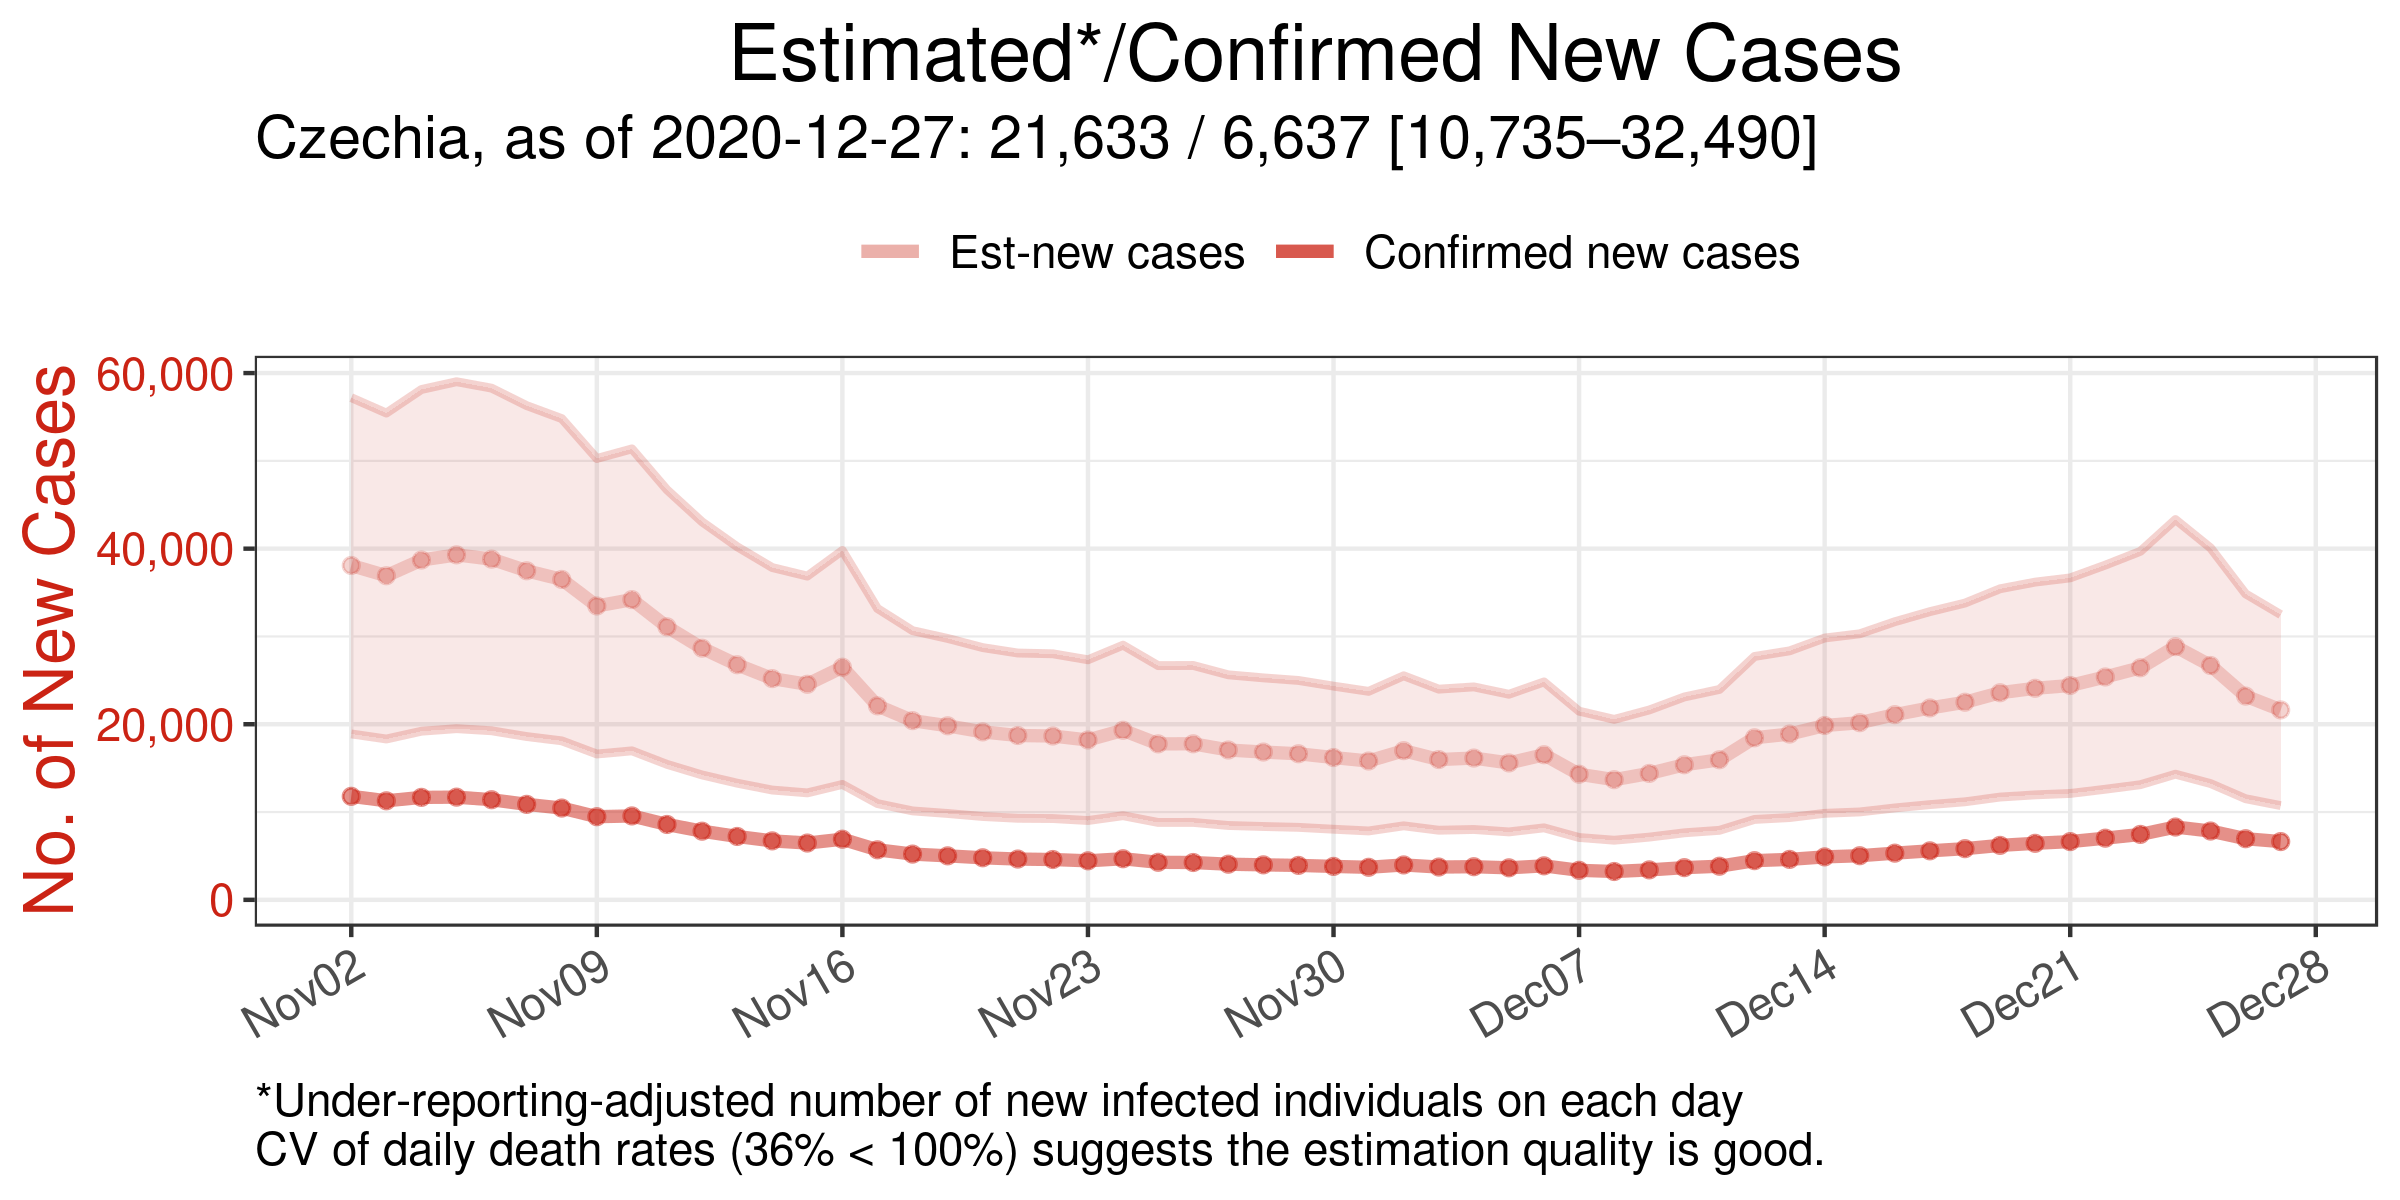 Estimated*/Confirmed New Cases
Czechia, as of 2020-12-27: 21,633 / 6,637 [10,735–32,490]
Est-new cases
Confirmed new cases
No. of New Cases
60,000
40,000
20,000
0
Nov02
Nov09
Nov16
Nov23
Nov30
Dec07
Dec14
Dec21
Dec28
*Under-reporting-adjusted number of new infected individuals on each day
CV of daily death rates (36% < 100%) suggests the estimation quality is good.